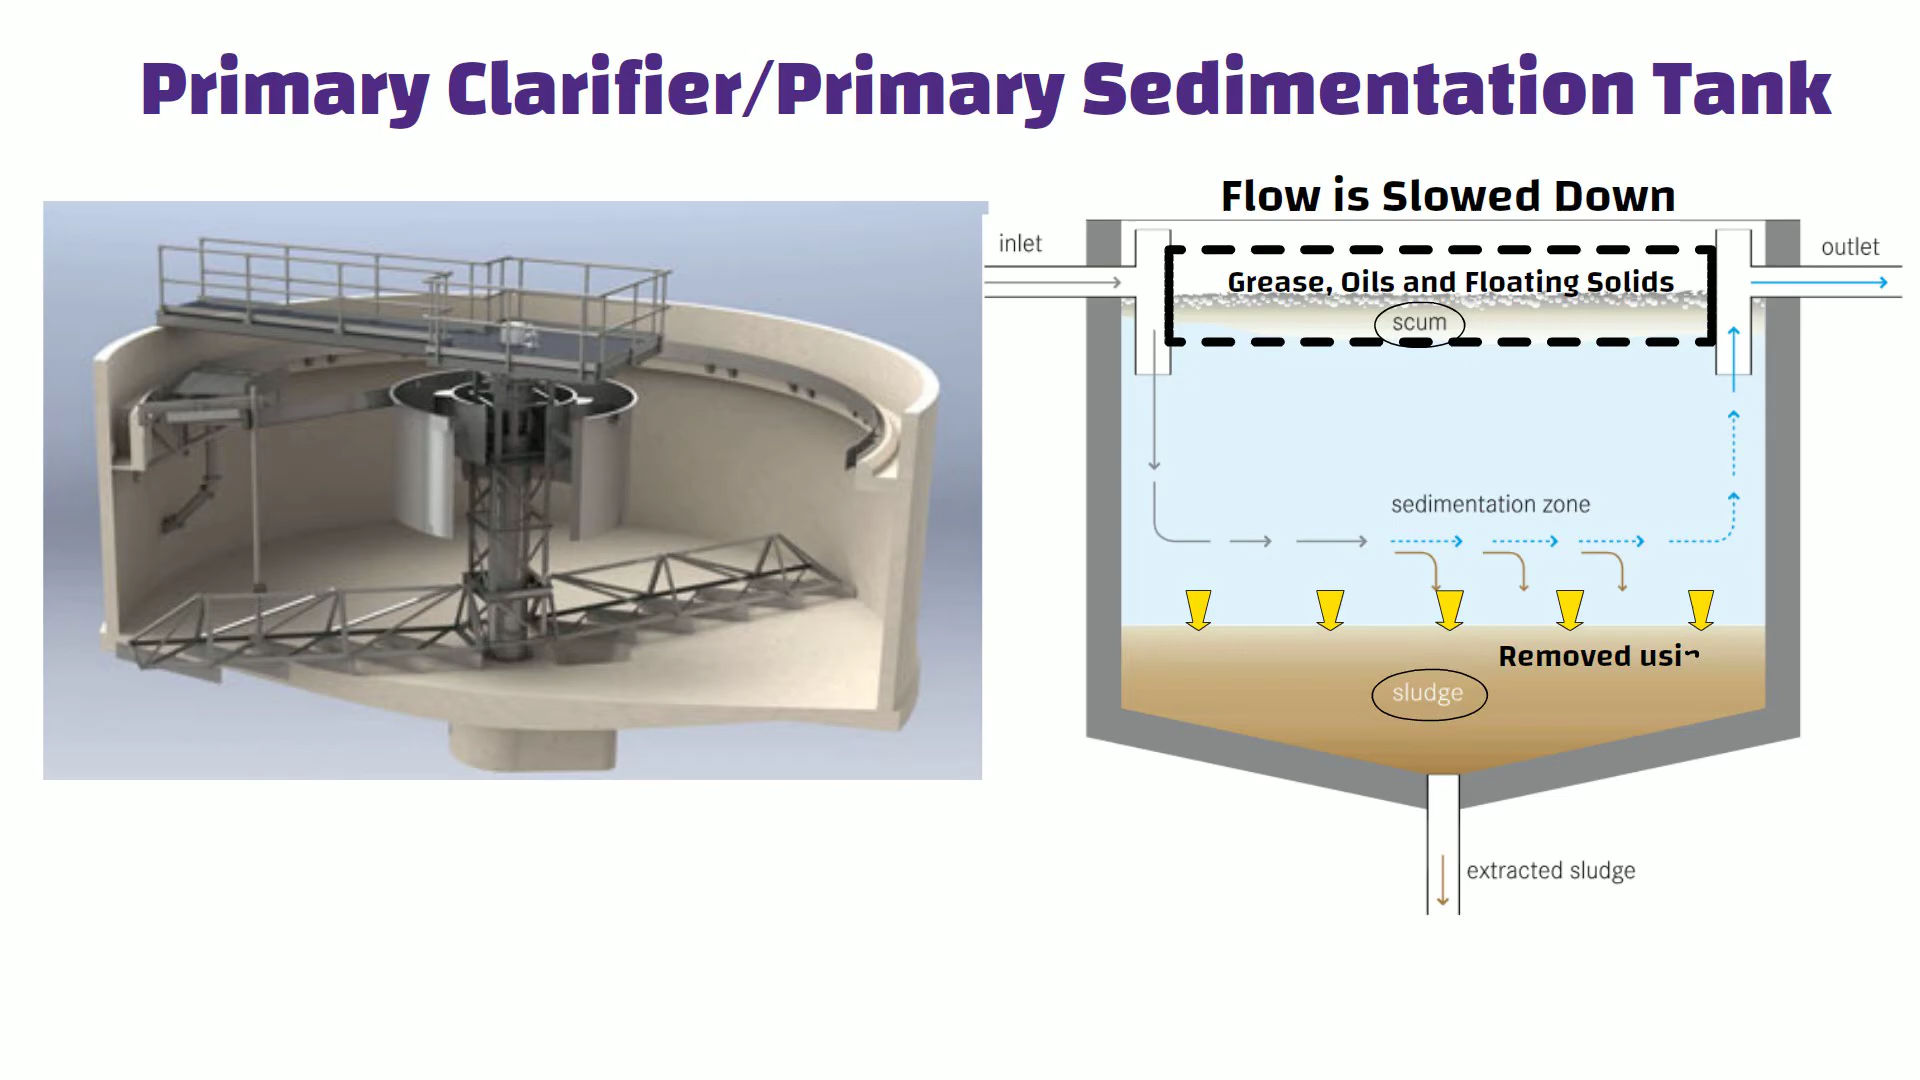 Primary Clarifier/Primary Sedimentation Tank
Flow is Slowed Down
inlet
outlet
Grease, Oils and Floating Solids
scum
sedimentation zone
Removed
sludge
extracted sludge